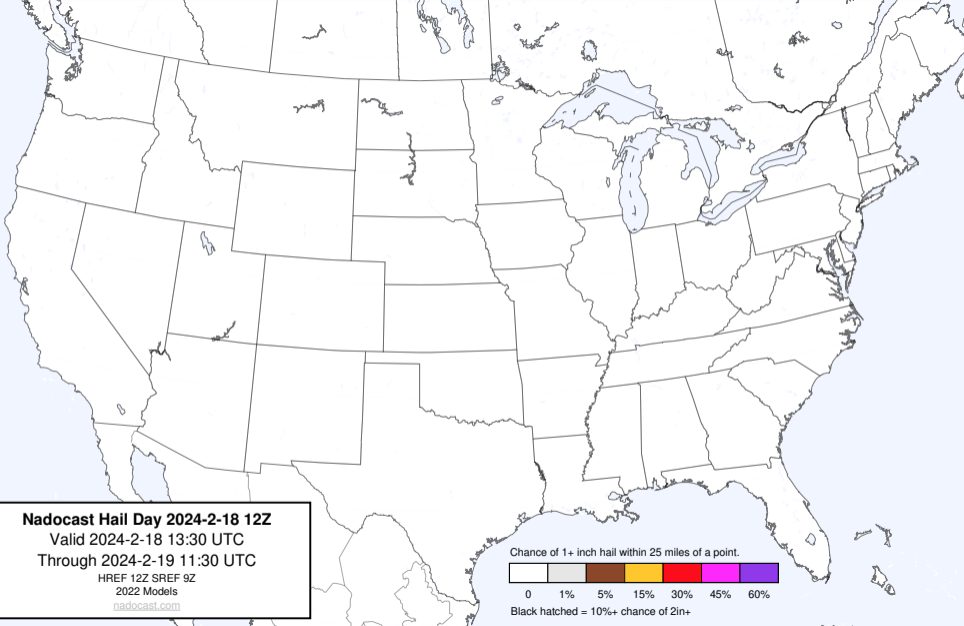 Nadocast Hail Day 2024-2-18 12Z
Valid 2024-2-18 13:30 UTC
Through 2024-2-19 11:30 UTC
HREF 12Z SREF 9Z
2022 Models
nadocast.com
Chance of 1+ inch hail within 25 miles of a point.
0 1% 5% 15% 30% 45% 60%
Black hatched = 10%+ chance of 2in+